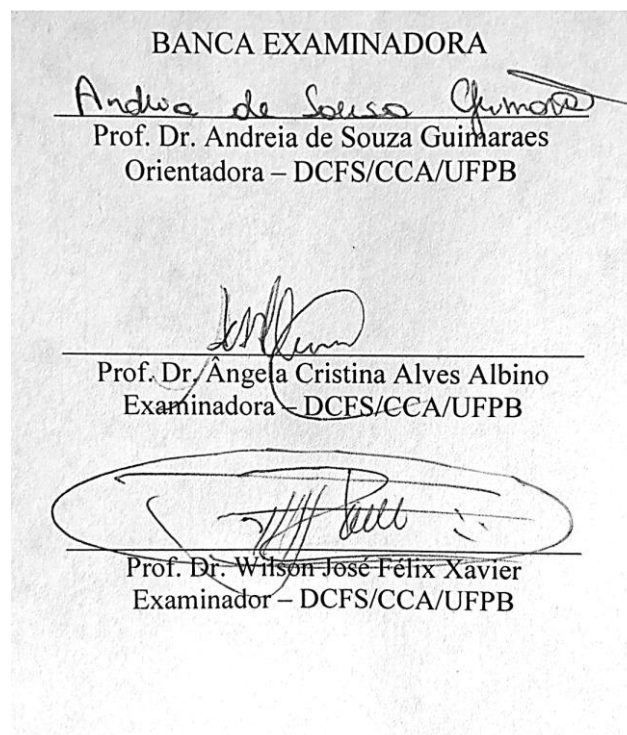 BANCA EXAMINADORA
Andreia de Sousa Guimarães
Prof. Dr. Andreia de Souza Guimaraes
Orientadora – DCFS/CCA/UFPB
Prof. Dr. Ângela Cristina Alves Albino
Examinadora – DCFS/CCA/UFPB
Prof. Dr. Wilson José Félix Xavier
Examinador – DCFS/CCA/UFPB